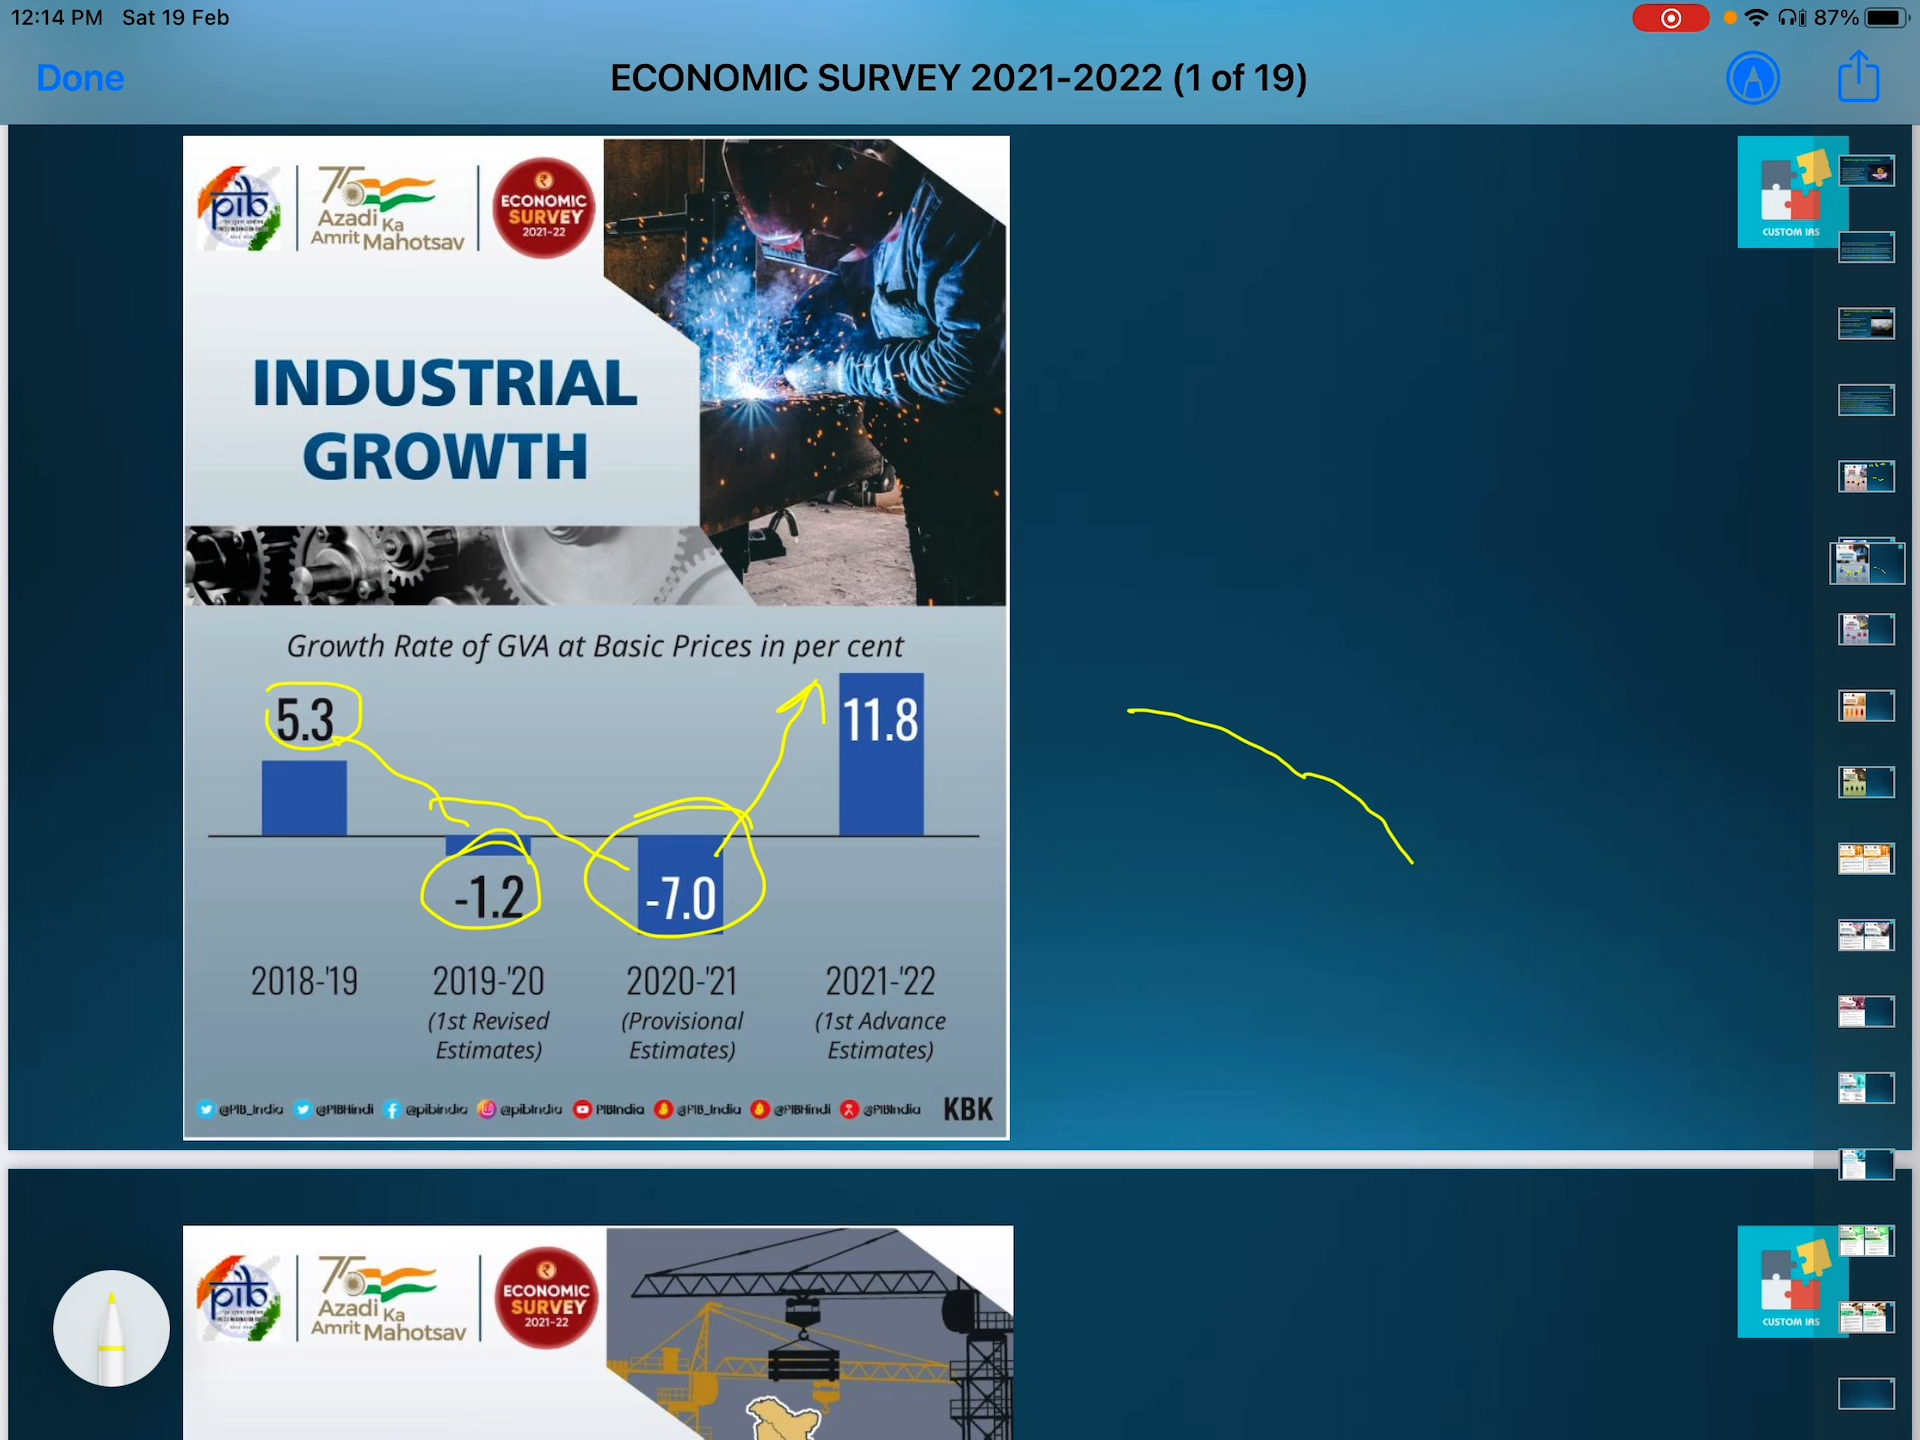 12:14 PM Sat 19 Feb
87%
Done
ECONOMIC SURVEY 2021-2022 (1 of 19)
pib
75
Azadi Ka
Amrit Mahotsav
ECONOMIC
SURVEY
2021-22
CUSTOM IAS
INDUSTRIAL
GROWTH
Growth Rate of GVA at Basic Prices in per cent
5.3
11.8
-1.2
-7.0
2018-'19 2019-'20 2020-'21 2021-'22
(1st Revised Estimates) (Provisional Estimates) (1st Advance Estimates)
@PIB_India @PIBHindi @pibindia @pibindia PIBIndia @PIB_India @PIBHindi @PIBIndia KBK
pib
75
Azadi Ka
Amrit Mahotsav
ECONOMIC
SURVEY
2021-22
CUSTOM IAS